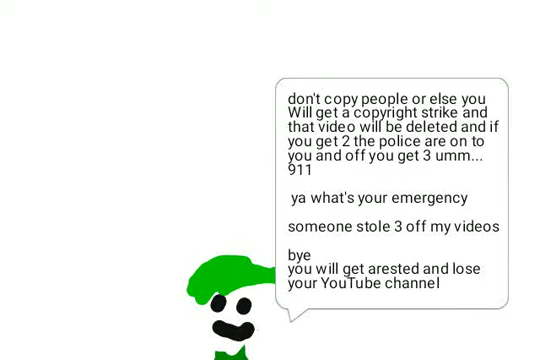 don't copy people or else you
Will get a copyright strike and
that video will be deleted and if
you get 2 the police are on to
you and off you get 3 umm...
911
ya what's your emergency
someone stole 3 off my videos
bye
you will get arested and lose
your YouTube channel